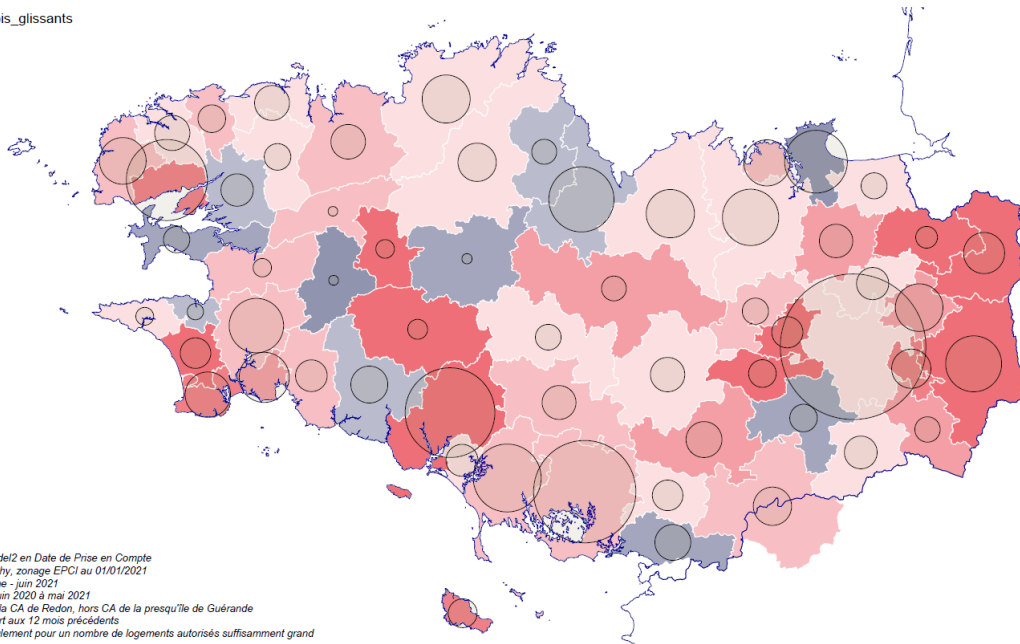 is_glissants
del2 en Date de Prise en Compte
hy, zonage EPCI au 01/01/2021
e - juin 2021
uin 2020 à mai 2021
la CA de Redon, hors CA de la presqu'île de Guérande
rt aux 12 mois précédents
lement pour un nombre de logements autorisés suffisamment grand